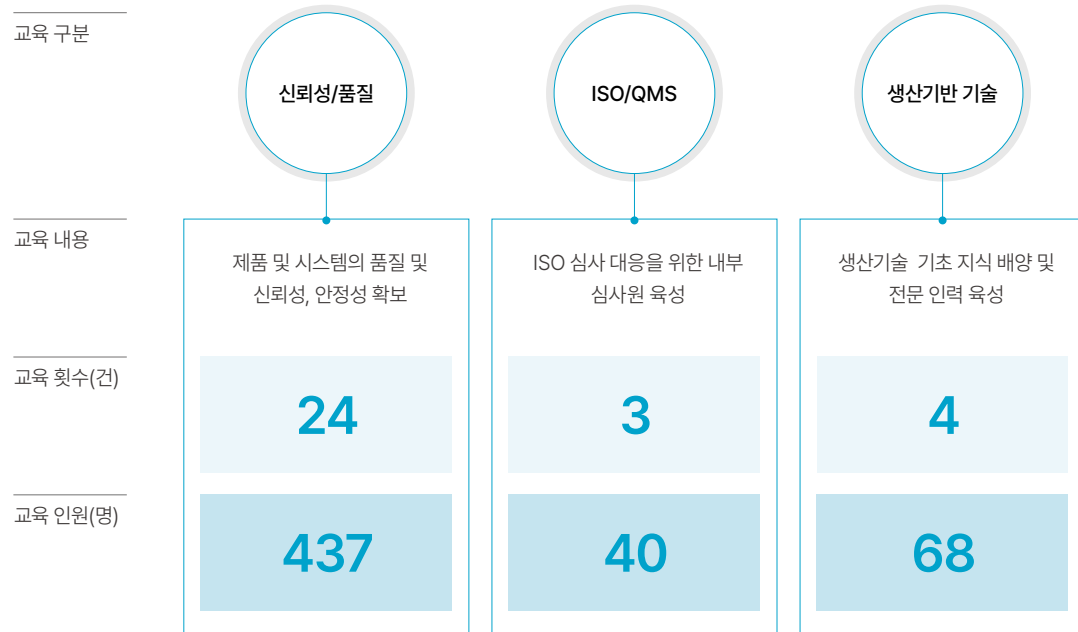 교육 구분
신뢰성/품질
ISO/QMS
생산기반 기술
교육 내용
제품 및 시스템의 품질 및
신뢰성, 안정성 확보
ISO 심사 대응을 위한 내부
심사원 육성
생산기술 기초 지식 배양 및
전문 인력 육성
교육 횟수(건)
24
3
4
교육 인원(명)
437
40
68